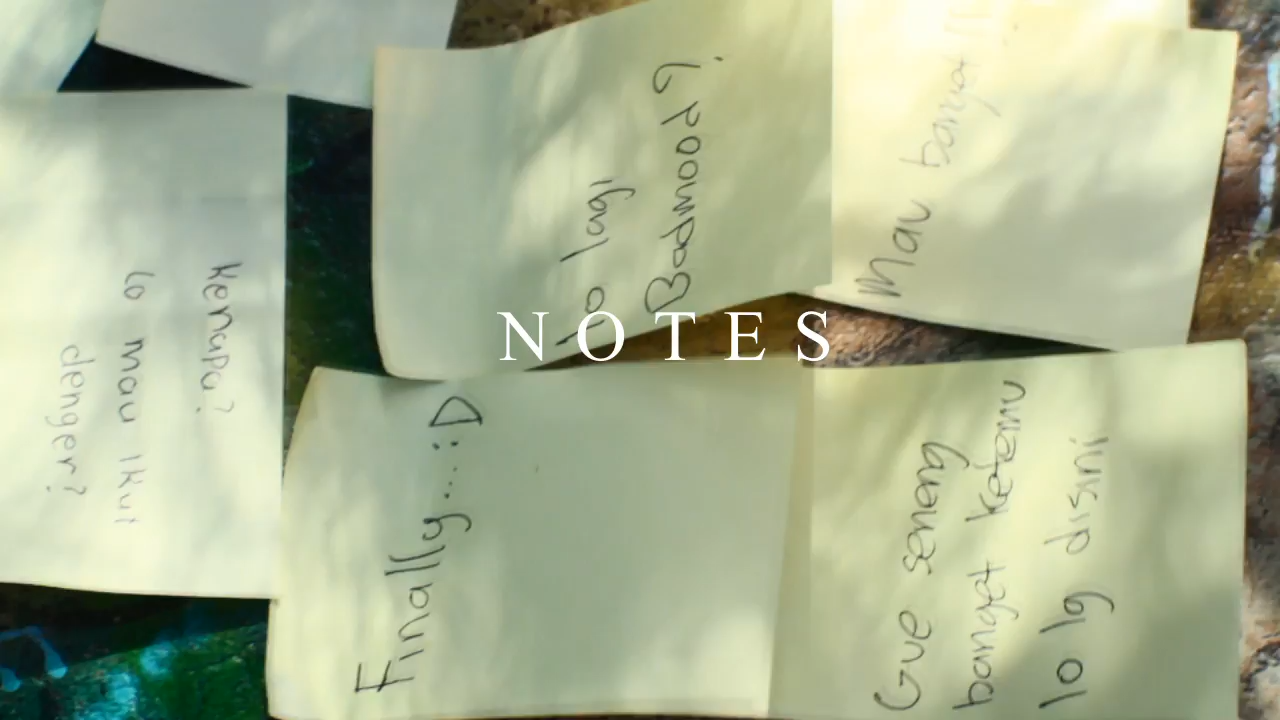 Kenapa?
lo mau ikut
denger?
lo lagi
Badmood?
Mau banget!!
NOTES
Finally...:D
Gue seneng
banget ketemu
lo lg disini